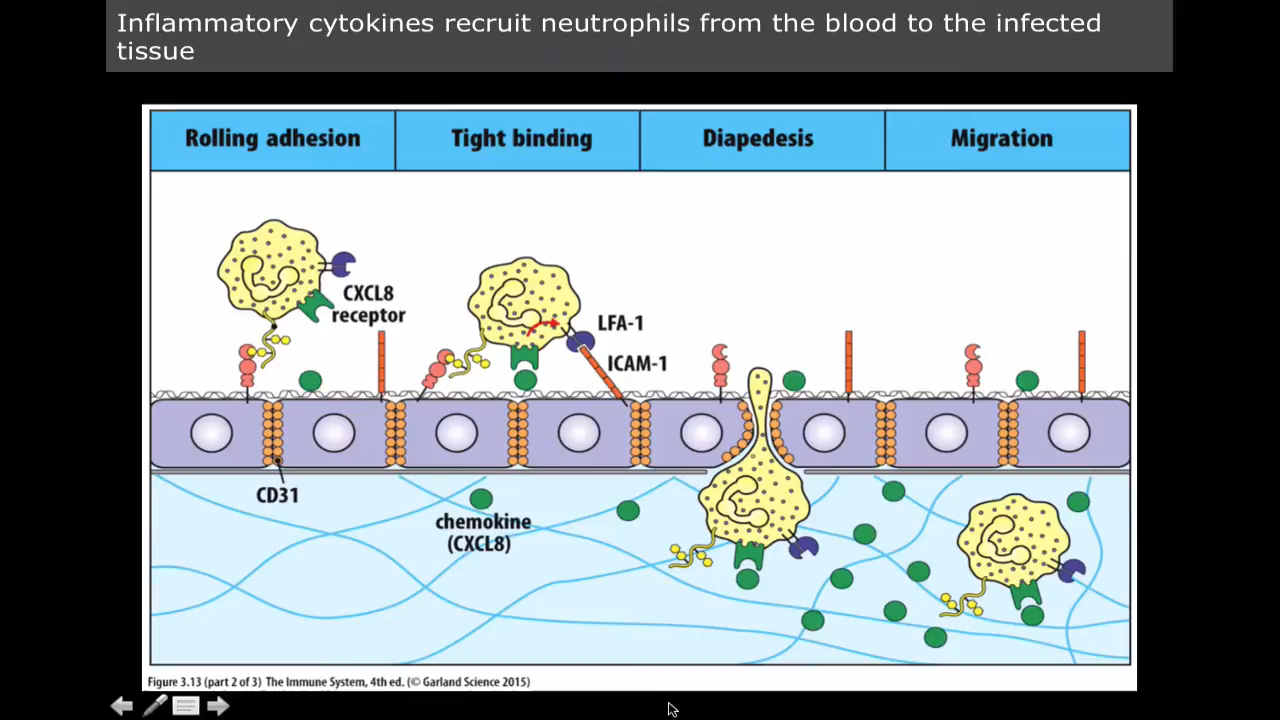 Inflammatory cytokines recruit neutrophils from the blood to the infected
tissue
Rolling adhesion
Tight binding
Diapedesis
Migration
CXCL8
receptor
LFA-1
ICAM-1
CD31
chemokine
(CXCL8)
Figure 3.13 (part 2 of 3) The Immune System, 4th ed. (© Garland Science 2015)